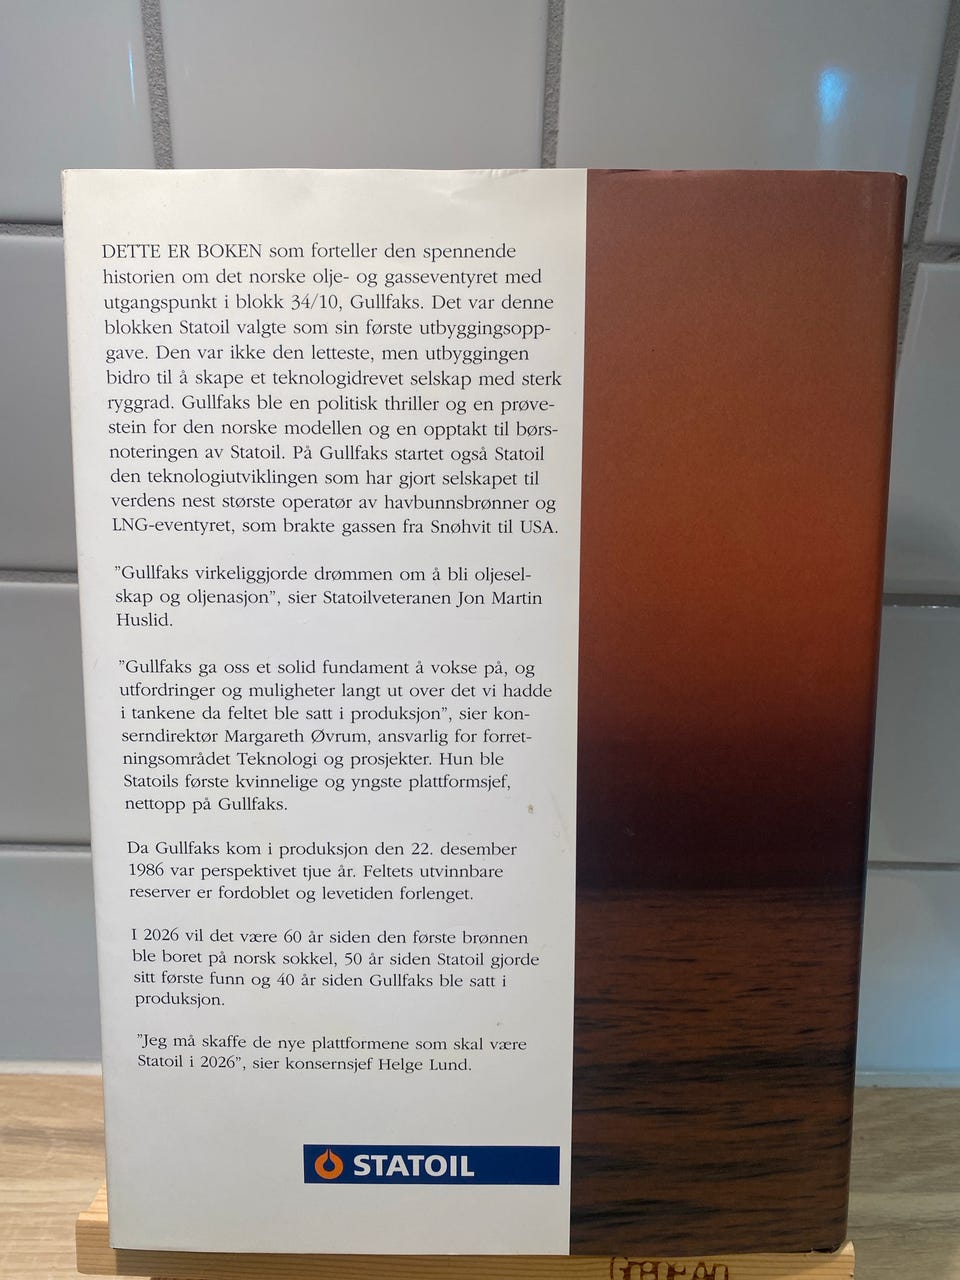 DETTE ER BOKEN som forteller den spennende
historien om det norske olje- og gasseventyret med
utgangspunkt i blokk 34/10, Gullfaks. Det var denne
blokken Statoil valgte som sin første utbyggingsopp-
gave. Den var ikke den letteste, men utbyggingen
bidro til å skape et teknologidrevet selskap med sterk
ryggrad. Gullfaks ble en politisk thriller og en prøve-
stein for den norske modellen og en opptakt til børs-
noteringen av Statoil. På Gullfaks startet også Statoil
den teknologiutviklingen som har gjort selskapet til
verdens nest største operatør av havbunnsbrønner og
LNG-eventyret, som brakte gassen fra Snøhvit til USA.
”Gullfaks virkeliggjorde drømmen om å bli oljesel-
skap og oljenasjon”, sier Statoilveteranen Jon Martin
Huslid.
”Gullfaks ga oss et solid fundament å vokse på, og
utfordringer og muligheter langt ut over det vi hadde
i tankene da feltet ble satt i produksjon”, sier kon-
serndirektør Margareth Øvrum, ansvarlig for forret-
ningsområdet Teknologi og prosjekter. Hun ble
Statoils første kvinnelige og yngste plattformsjef,
nettopp på Gullfaks.
Da Gullfaks kom i produksjon den 22. desember
1986 var perspektivet tjue år. Feltets utvinnbare
reserver er fordoblet og levetiden forlenget.
I 2026 vil det være 60 år siden den første brønnen
ble boret på norsk sokkel, 50 år siden Statoil gjorde
sitt første funn og 40 år siden Gullfaks ble satt i
produksjon.
”Jeg må skaffe de nye plattformene som skal være
Statoil i 2026”, sier konsernsjef Helge Lund.
STATOIL